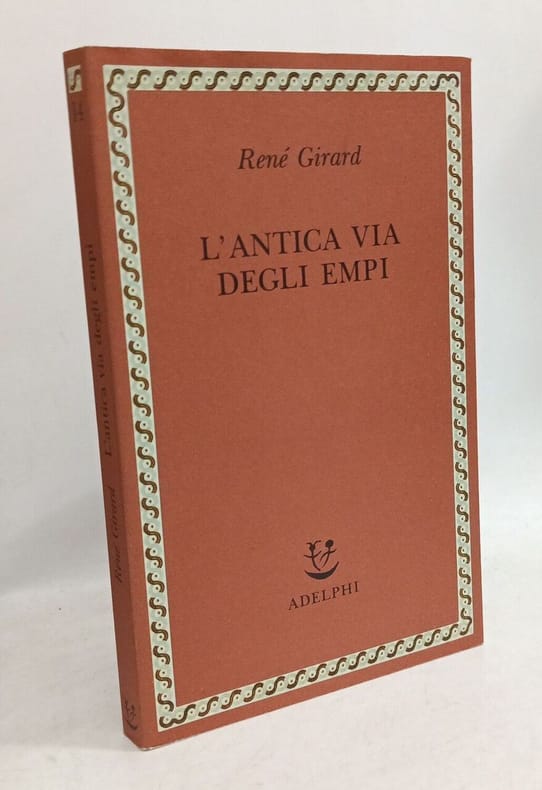 René Girard
L'ANTICA VIA
DEGLI EMPI
ADELPHI
René Girard L'antica via degli empi